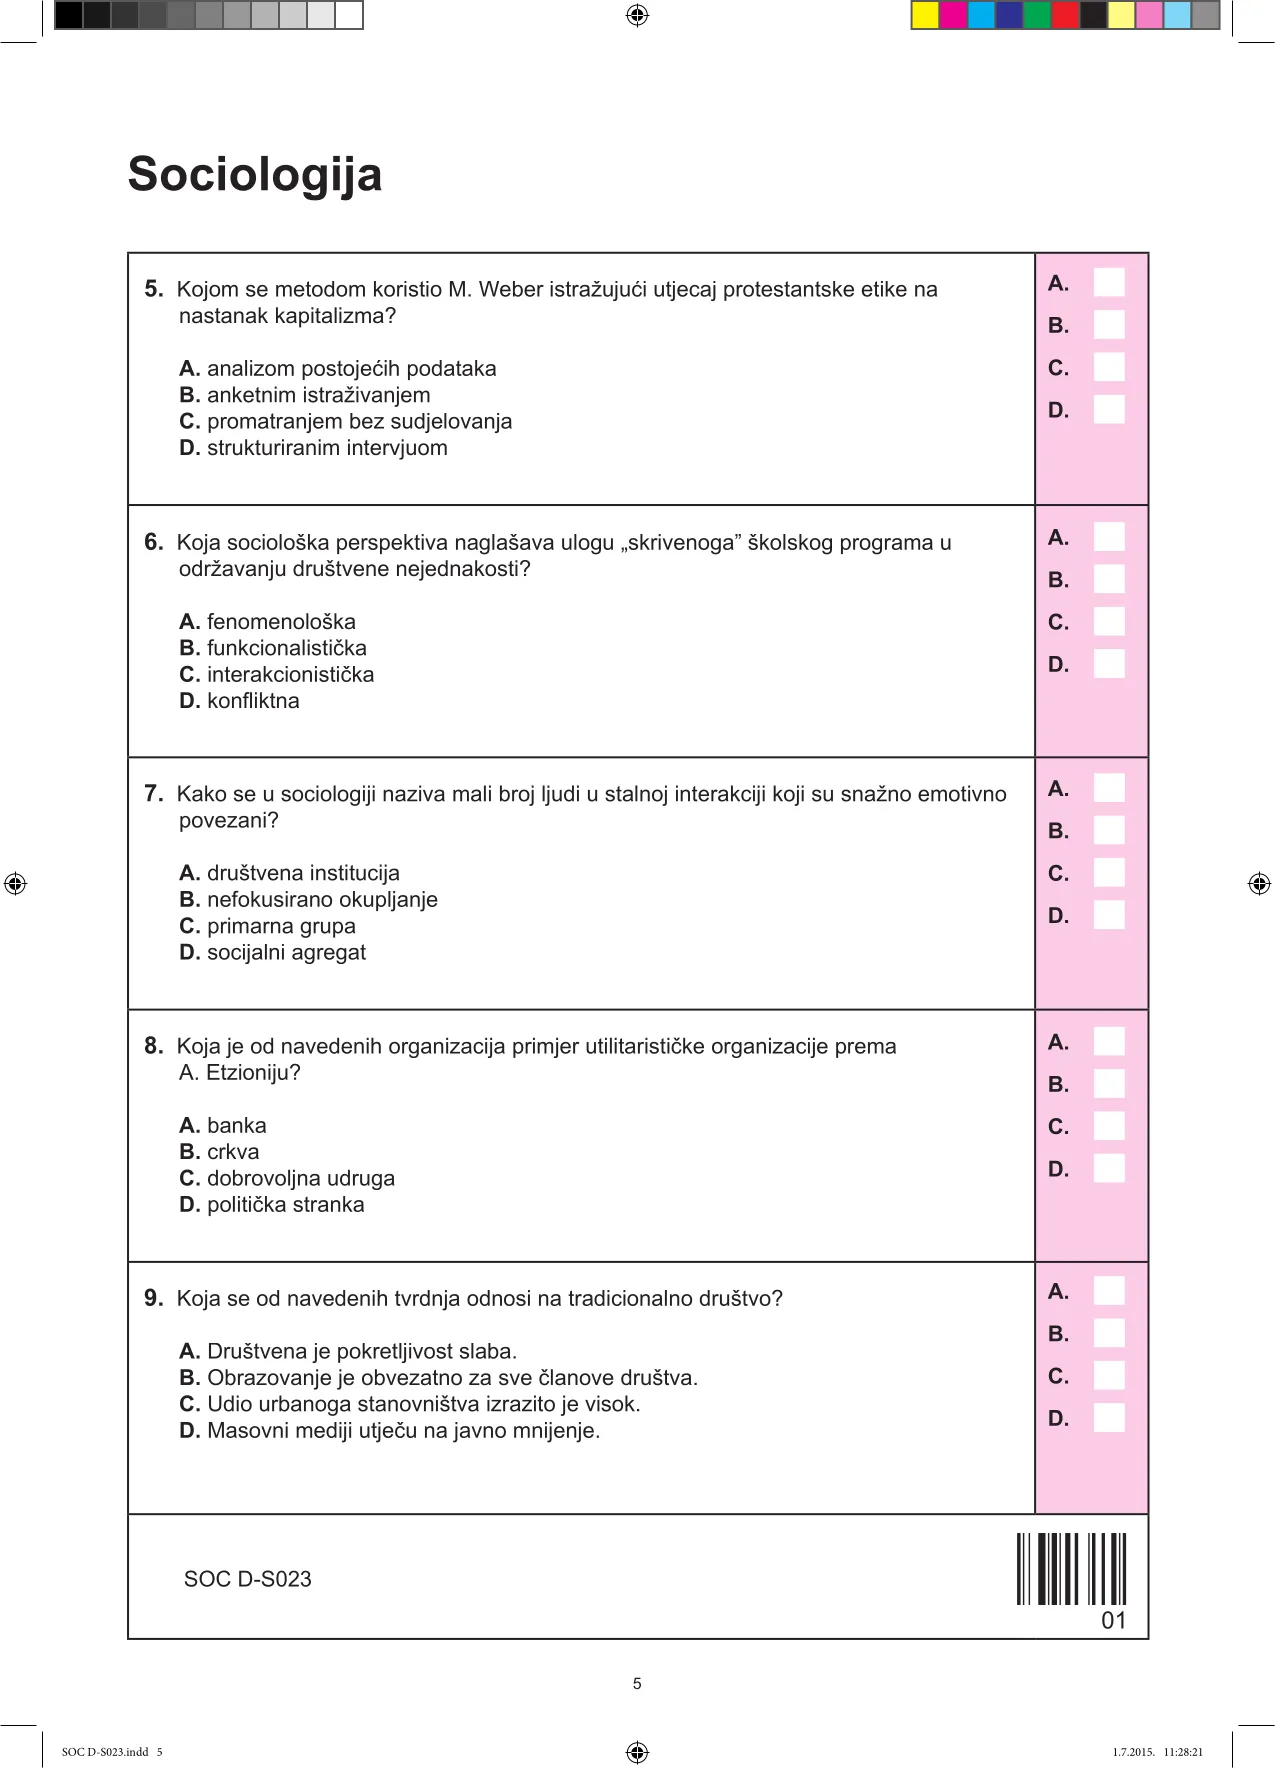 Sociologija
5. Kojom se metodom koristio M. Weber istražujući utjecaj protestantske etike na
nastanak kapitalizma?
A. analizom postojećih podataka
B. anketnim istraživanjem
C. promatranjem bez sudjelovanja
D. strukturiranim intervjuom
A.
B.
C.
D.
6. Koja sociološka perspektiva naglašava ulogu „skrivenoga” školskog programa u
održavanju društvene nejednakosti?
A. fenomenološka
B. funkcionalistička
C. interakcionistička
D. konfliktna
A.
B.
C.
D.
7. Kako se u sociologiji naziva mali broj ljudi u stalnoj interakciji koji su snažno emotivno
povezani?
A. društvena institucija
B. nefokusirano okupljanje
C. primarna grupa
D. socijalni agregat
A.
B.
C.
D.
8. Koja je od navedenih organizacija primjer utilitarističke organizacije prema
A. Etzioniju?
A. banka
B. crkva
C. dobrovoljna udruga
D. politička stranka
A.
B.
C.
D.
9. Koja se od navedenih tvrdnja odnosi na tradicionalno društvo?
A. Društvena je pokretljivost slaba.
B. Obrazovanje je obvezatno za sve članove društva.
C. Udio urbanoga stanovništva izrazito je visok.
D. Masovni mediji utječu na javno mnijenje.
A.
B.
C.
D.
SOC D-S023
01
5
SOC D-S023.indd 5
1.7.2015. 11:28:21